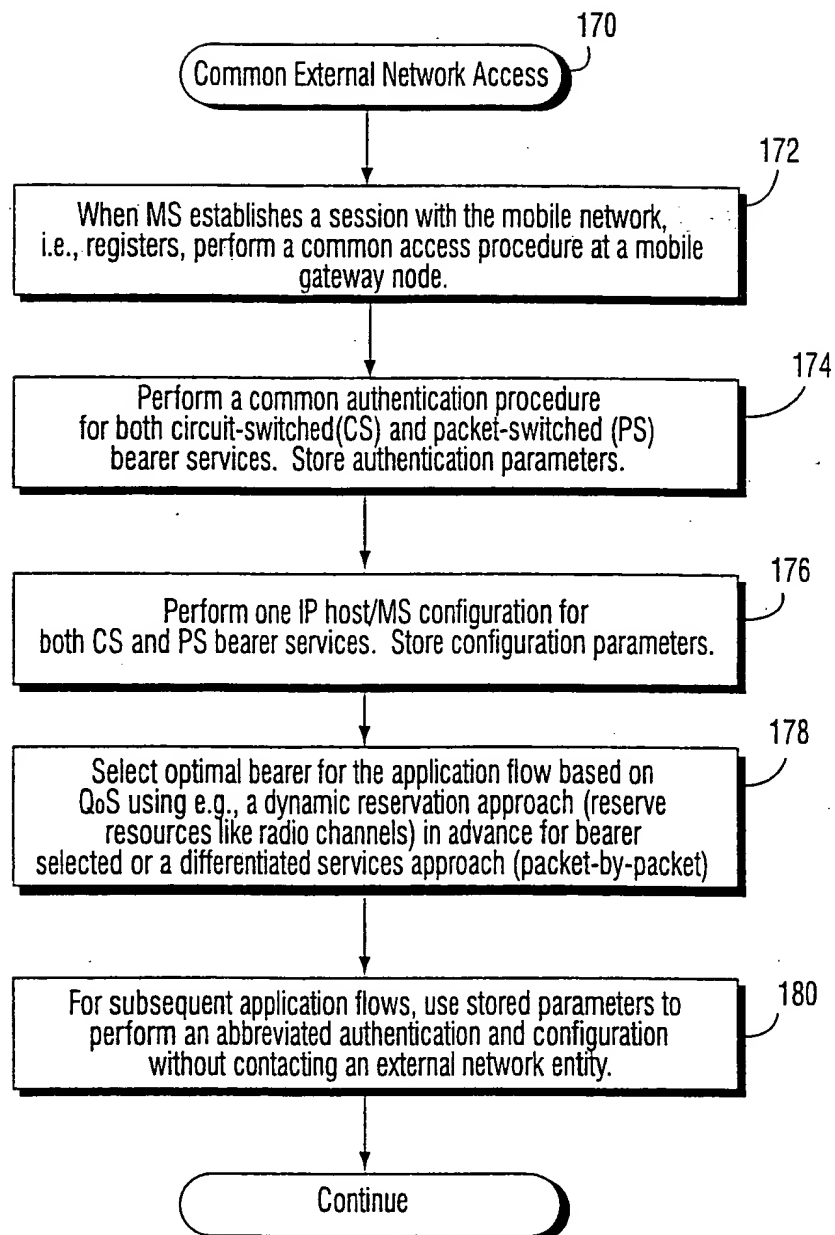 170
Common External Network Access
172
When MS establishes a session with the mobile network,
i.e., registers, perform a common access procedure at a mobile
gateway node.
174
Perform a common authentication procedure
for both circuit-switched(CS) and packet-switched (PS)
bearer services. Store authentication parameters.
176
Perform one IP host/MS configuration for
both CS and PS bearer services. Store configuration parameters.
178
Select optimal bearer for the application flow based on
QoS using e.g., a dynamic reservation approach (reserve
resources like radio channels) in advance for bearer
selected or a differentiated services approach (packet-by-packet)
180
For subsequent application flows, use stored parameters to
perform an abbreviated authentication and configuration
without contacting an external network entity.
Continue